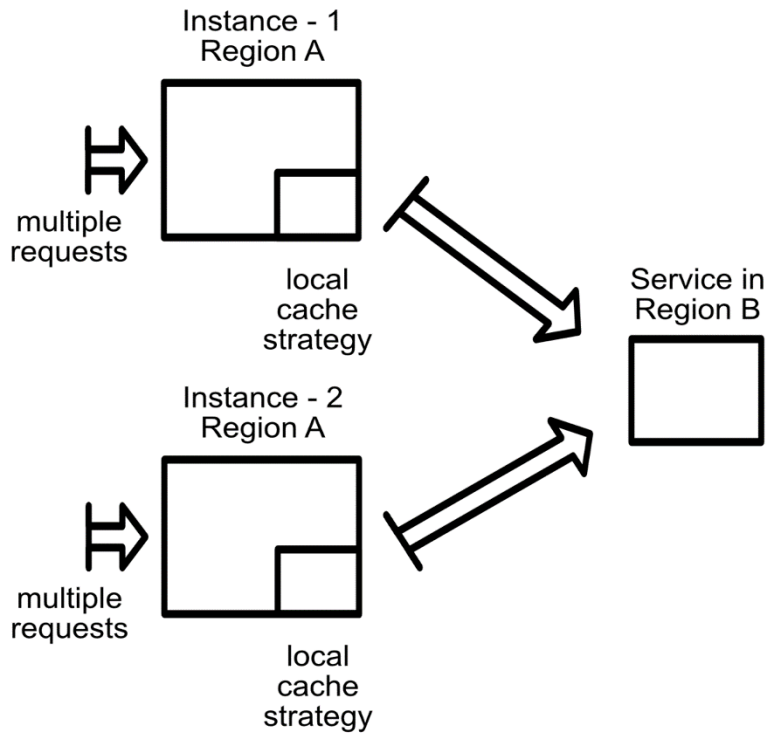 Instance - 1
Region A
multiple
requests
local
cache
strategy
Service in
Region B
Instance - 2
Region A
multiple
requests
local
cache
strategy